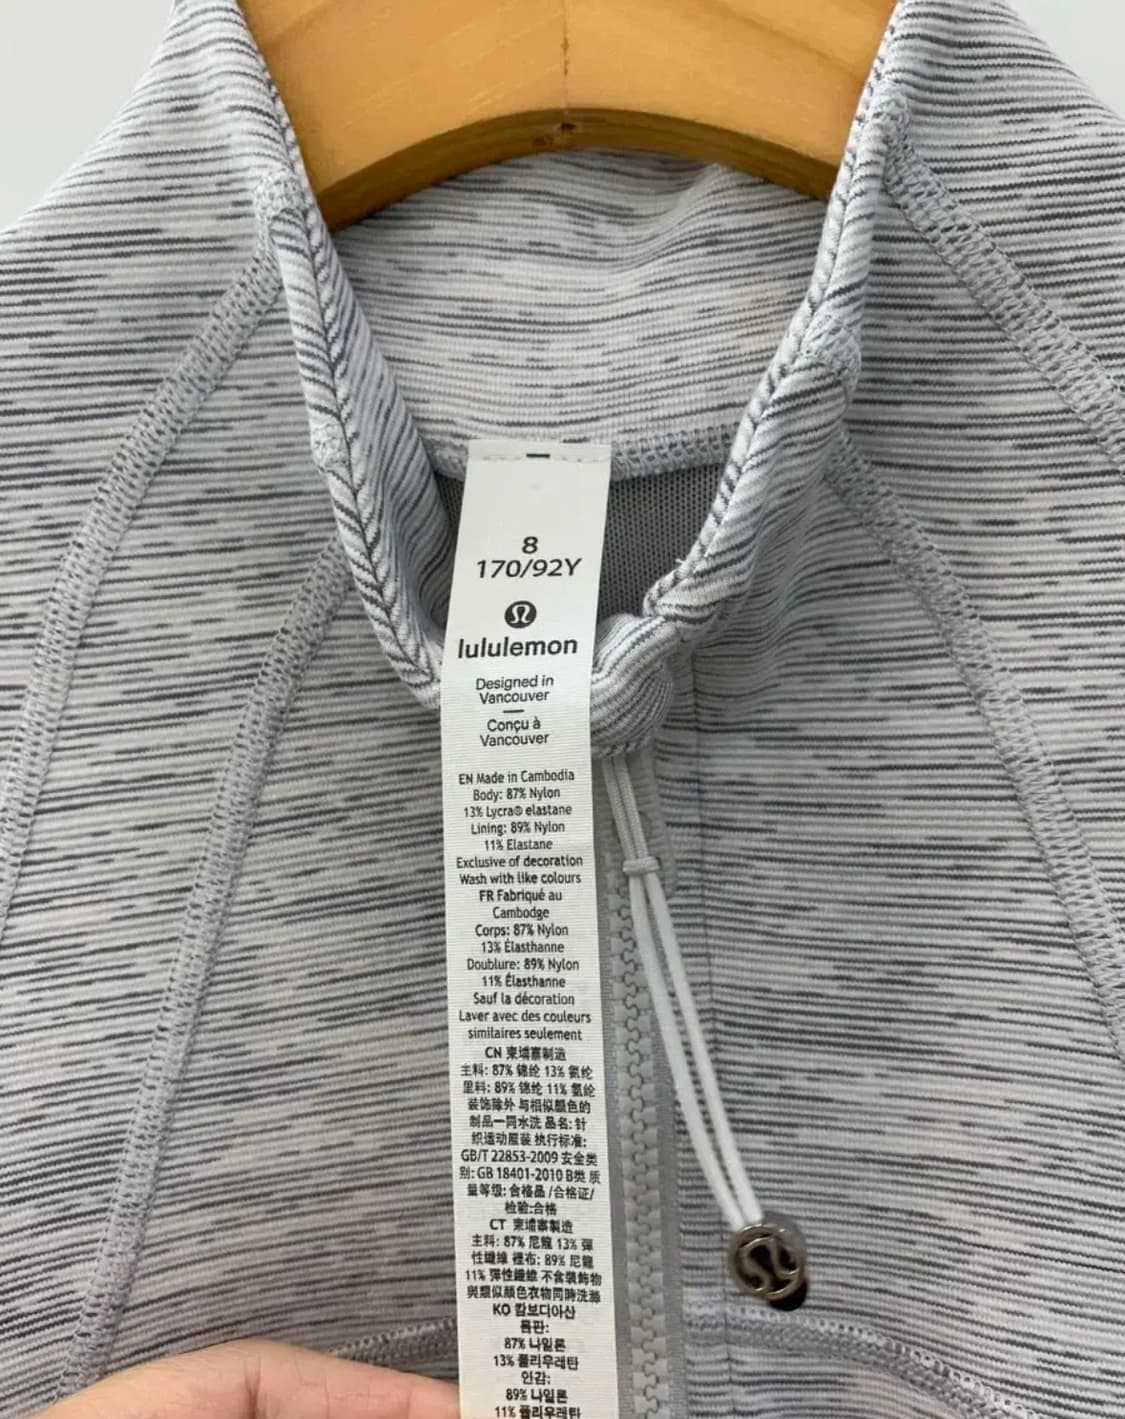 8
170/92Y
lululemon
Designed in
Vancouver
Conçu à
Vancouver
EN Made in Cambodia
Body: 87% Nylon
13% Lycra® elastane
Lining: 89% Nylon
11% Elastane
Exclusive of decoration
Wash with like colours
FR Fabriqué au
Cambodge
Corps: 87% Nylon
13% Élasthanne
Doublure: 89% Nylon
11% Élasthanne
Sauf la décoration
Laver avec des couleurs
similaires seulement
CN 柬埔寨制造
主料: 87% 锦纶 13% 氨纶
里料: 89% 锦纶 11% 氨纶
装饰除外 与相似颜色的
制品一同水洗 品名: 针
织运动服装 执行标准:
GB/T 22853-2009 安全类
别: GB 18401-2010 B类 质
量等级: 合格品 /合格证/
检验:合格
CT 柬埔寨製造
主料: 87% 尼龍 13% 彈
性纖維 裡布: 89% 尼龍
11% 彈性纖維 不含裝飾物
與類似顏色衣物同時洗滌
KO 캄보디아산
몸판:
87% 나일론
13% 폴리우레탄
안감:
89% 나일론
11% 폴리우레탄